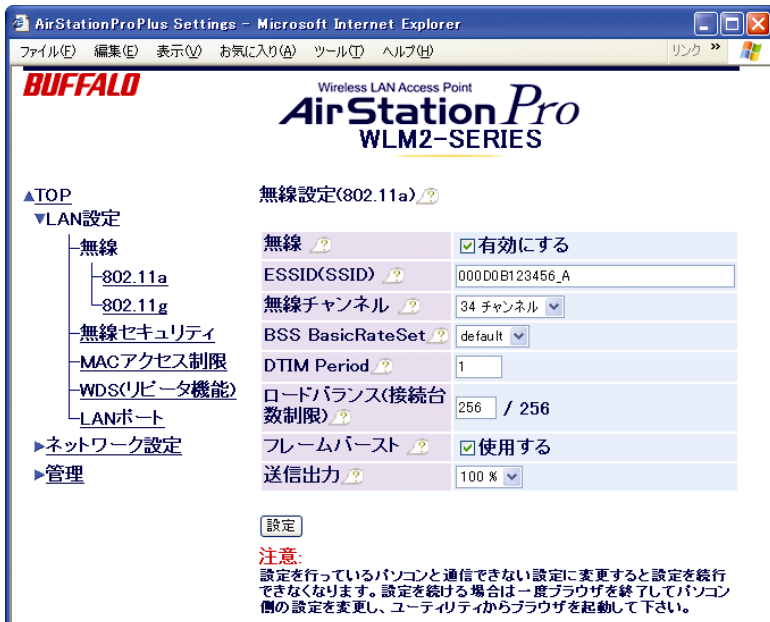 AirStationProPlus Settings - Microsoft Internet Explorer
ファイル(F) 編集(E) 表示(V) お気に入り(A) ツール(T) ヘルプ(H) リンク »
BUFFALO
Wireless LAN Access Point
AirStation Pro
WLM2-SERIES
▲TOP
▼LAN設定
無線
802.11a
802.11g
無線セキュリティ
MACアクセス制限
WDS(リピータ機能)
LANポート
▶ネットワーク設定
▶管理
無線設定(802.11a) ?
無線 ? 有効にする
ESSID(SSID) ? 000D0B123456_A
無線チャンネル ? 34 チャンネル
BSS BasicRateSet ? default
DTIM Period ? 1
ロードバランス(接続台
数制限) ? 256 / 256
フレームバースト ? 使用する
送信出力 ? 100 %
設定
注意:
設定を行っているパソコンと通信できない設定に変更すると設定を続行
できなくなります。設定を続ける場合は一度ブラウザを終了してパソコン
側の設定を変更し、ユーティリティからブラウザを起動して下さい。